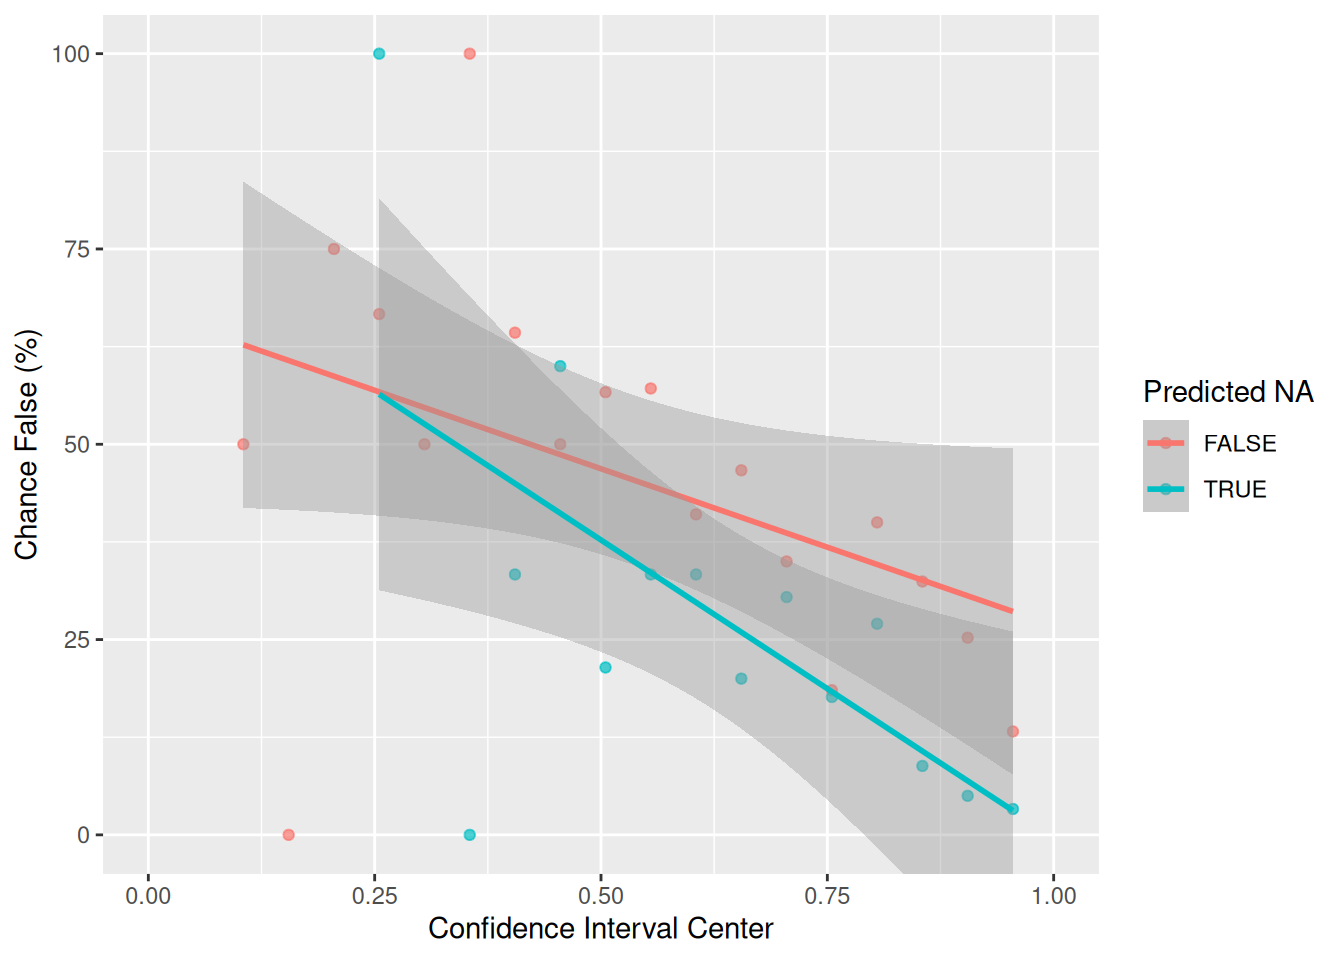 100
75
50
25
0
Chance False (%)
0.00 0.25 0.50 0.75 1.00
Confidence Interval Center
Predicted NA
FALSE
TRUE